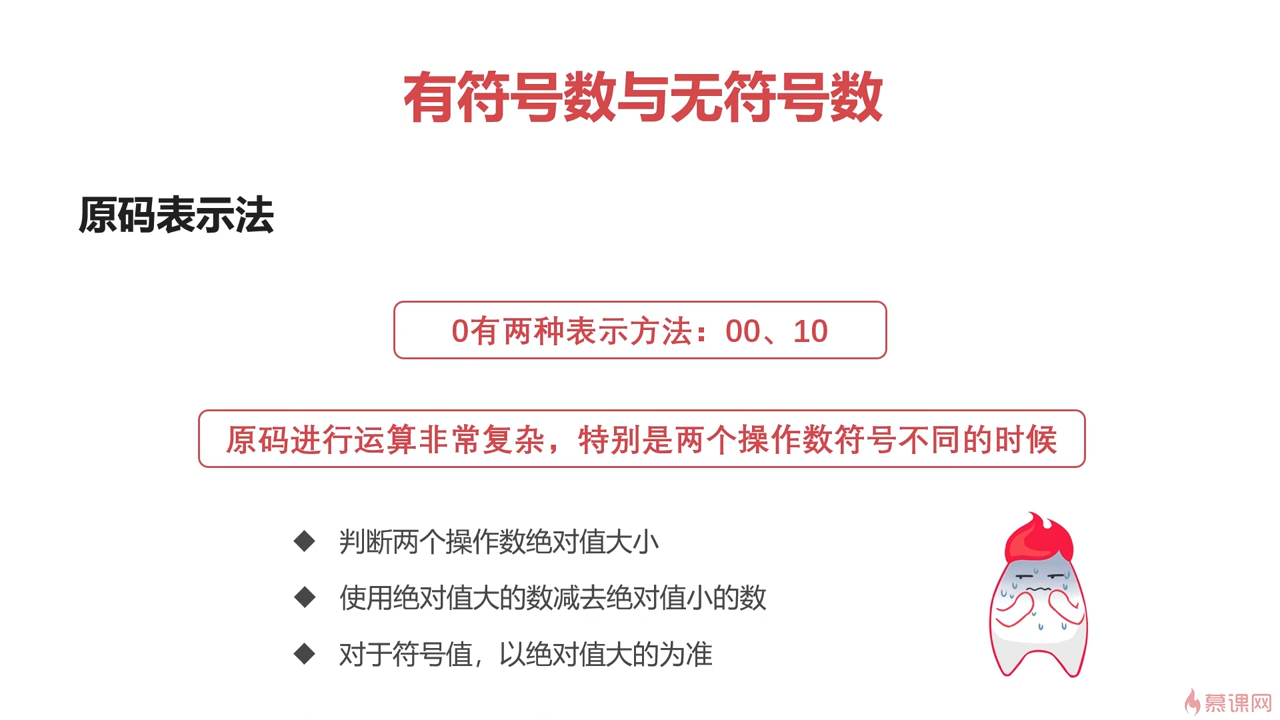 有符号数与无符号数
原码表示法
0有两种表示方法：00、10
原码进行运算非常复杂，特别是两个操作数符号不同的时候
◆ 判断两个操作数绝对值大小
◆ 使用绝对值大的数减去绝对值小的数
◆ 对于符号值，以绝对值大的为准
慕课网